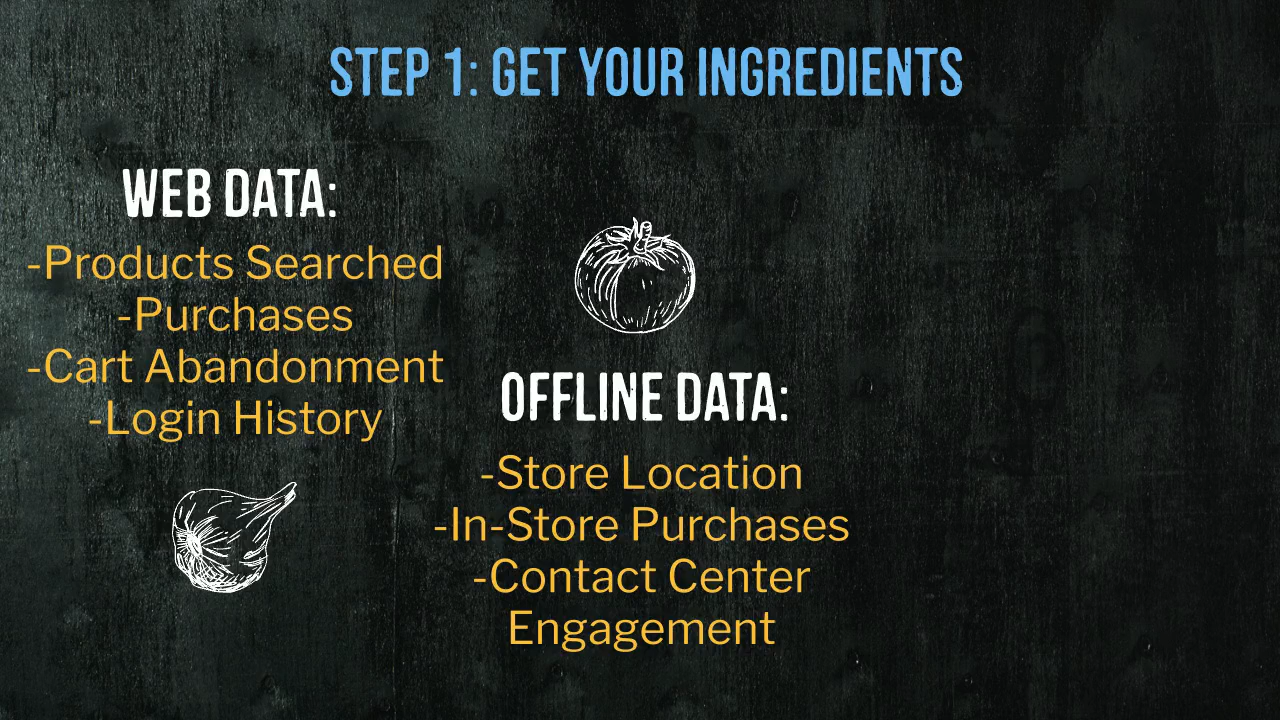 STEP 1: GET YOUR INGREDIENTS
WEB DATA:
-Products Searched
-Purchases
-Cart Abandonment
-Login History
OFFLINE DATA:
-Store Location
-In-Store Purchases
-Contact Center
Engagement